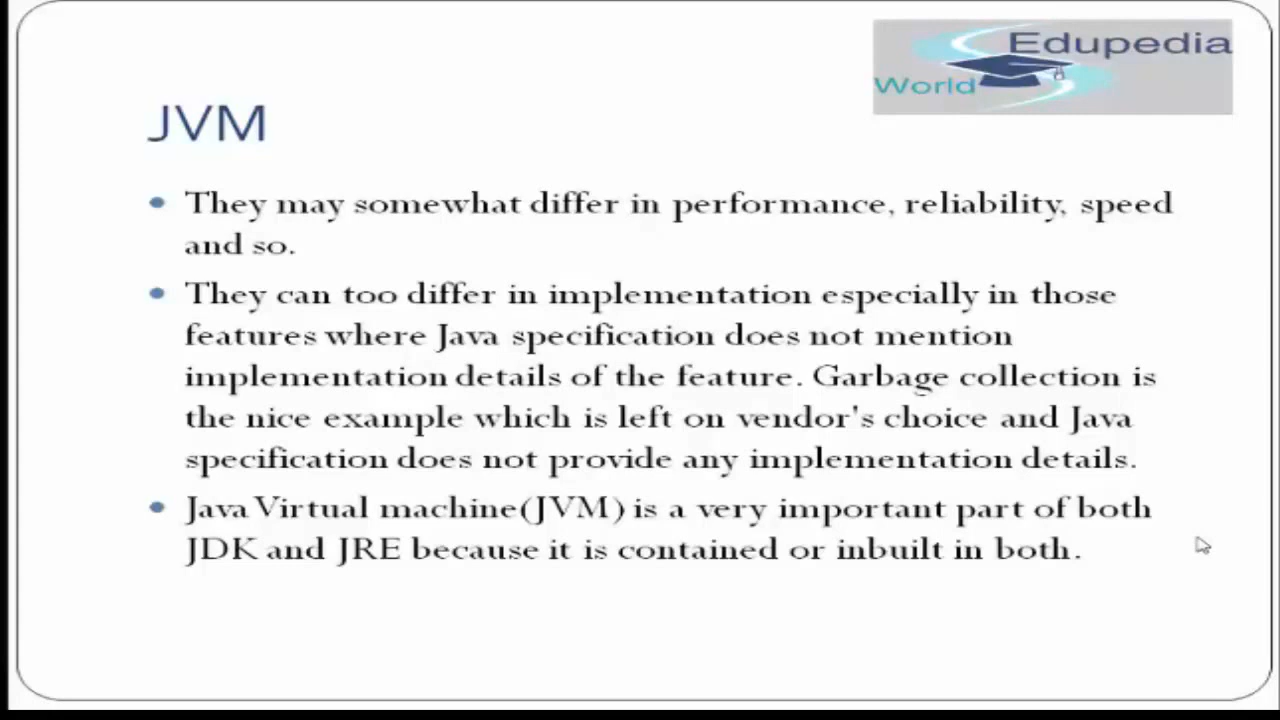 Edupedia
World
JVM
• They may somewhat differ in performance, reliability, speed
and so.
• They can too differ in implementation especially in those
features where Java specification does not mention
implementation details of the feature. Garbage collection is
the nice example which is left on vendor's choice and Java
specification does not provide any implementation details.
• Java Virtual machine(JVM) is a very important part of both
JDK and JRE because it is contained or inbuilt in both.